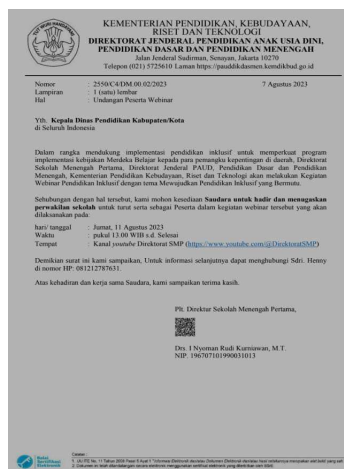 KEMENTERIAN PENDIDIKAN, KEBUDAYAAN,
RISET DAN TEKNOLOGI
DIREKTORAT JENDERAL PENDIDIKAN ANAK USIA DINI,
PENDIDIKAN DASAR DAN PENDIDIKAN MENENGAH
Jalan Jenderal Sudirman, Senayan, Jakarta 10270
Telepon (021) 5725610 Laman https://pauddikdasmen.kemdikbud.go.id
Nomor : 2550/C4/DM.00.02/2023 7 Agustus 2023
Lampiran : 1 (satu) lembar
Hal : Undangan Peserta Webinar
Yth. Kepala Dinas Pendidikan Kabupaten/Kota
di Seluruh Indonesia
Dalam rangka mendukung implementasi pendidikan inklusif untuk memperkuat program
implementasi kebijakan Merdeka Belajar kepada para pemangku kepentingan di daerah, Direktorat
Sekolah Menengah Pertama, Direktorat Jenderal PAUD, Pendidikan Dasar dan Pendidikan
Menengah, Kementerian Pendidikan Kebudayaan, Riset dan Teknologi akan melakukan Kegiatan
Webinar Pendidikan Inklusif dengan tema Mewujudkan Pendidikan Inklusif yang Bermutu.
Sehubungan dengan hal tersebut, kami mohon kesediaan Saudara untuk hadir dan menugaskan
perwakilan sekolah untuk turut serta sebagai Peserta dalam kegiatan webinar tersebut yang akan
dilaksanakan pada:
hari/ tanggal : Jumat, 11 Agustus 2023
Waktu : pukul 13.00 WIB s.d. Selesai
Tempat : Kanal youtube Direktorat SMP (https://www.youtube.com/@DirektoratSMP)
Demikian surat ini kami sampaikan, Untuk informasi selanjutnya dapat menghubungi Sdri. Henny
di nomor HP: 081212787631.
Atas kehadiran dan kerja sama Saudara, kami sampaikan terima kasih.
Plt. Direktur Sekolah Menengah Pertama,
Drs. I Nyoman Rudi Kurniawan, M.T.
NIP. 196707101990031013
Balai
Sertifikasi
Elektronik
Catatan :